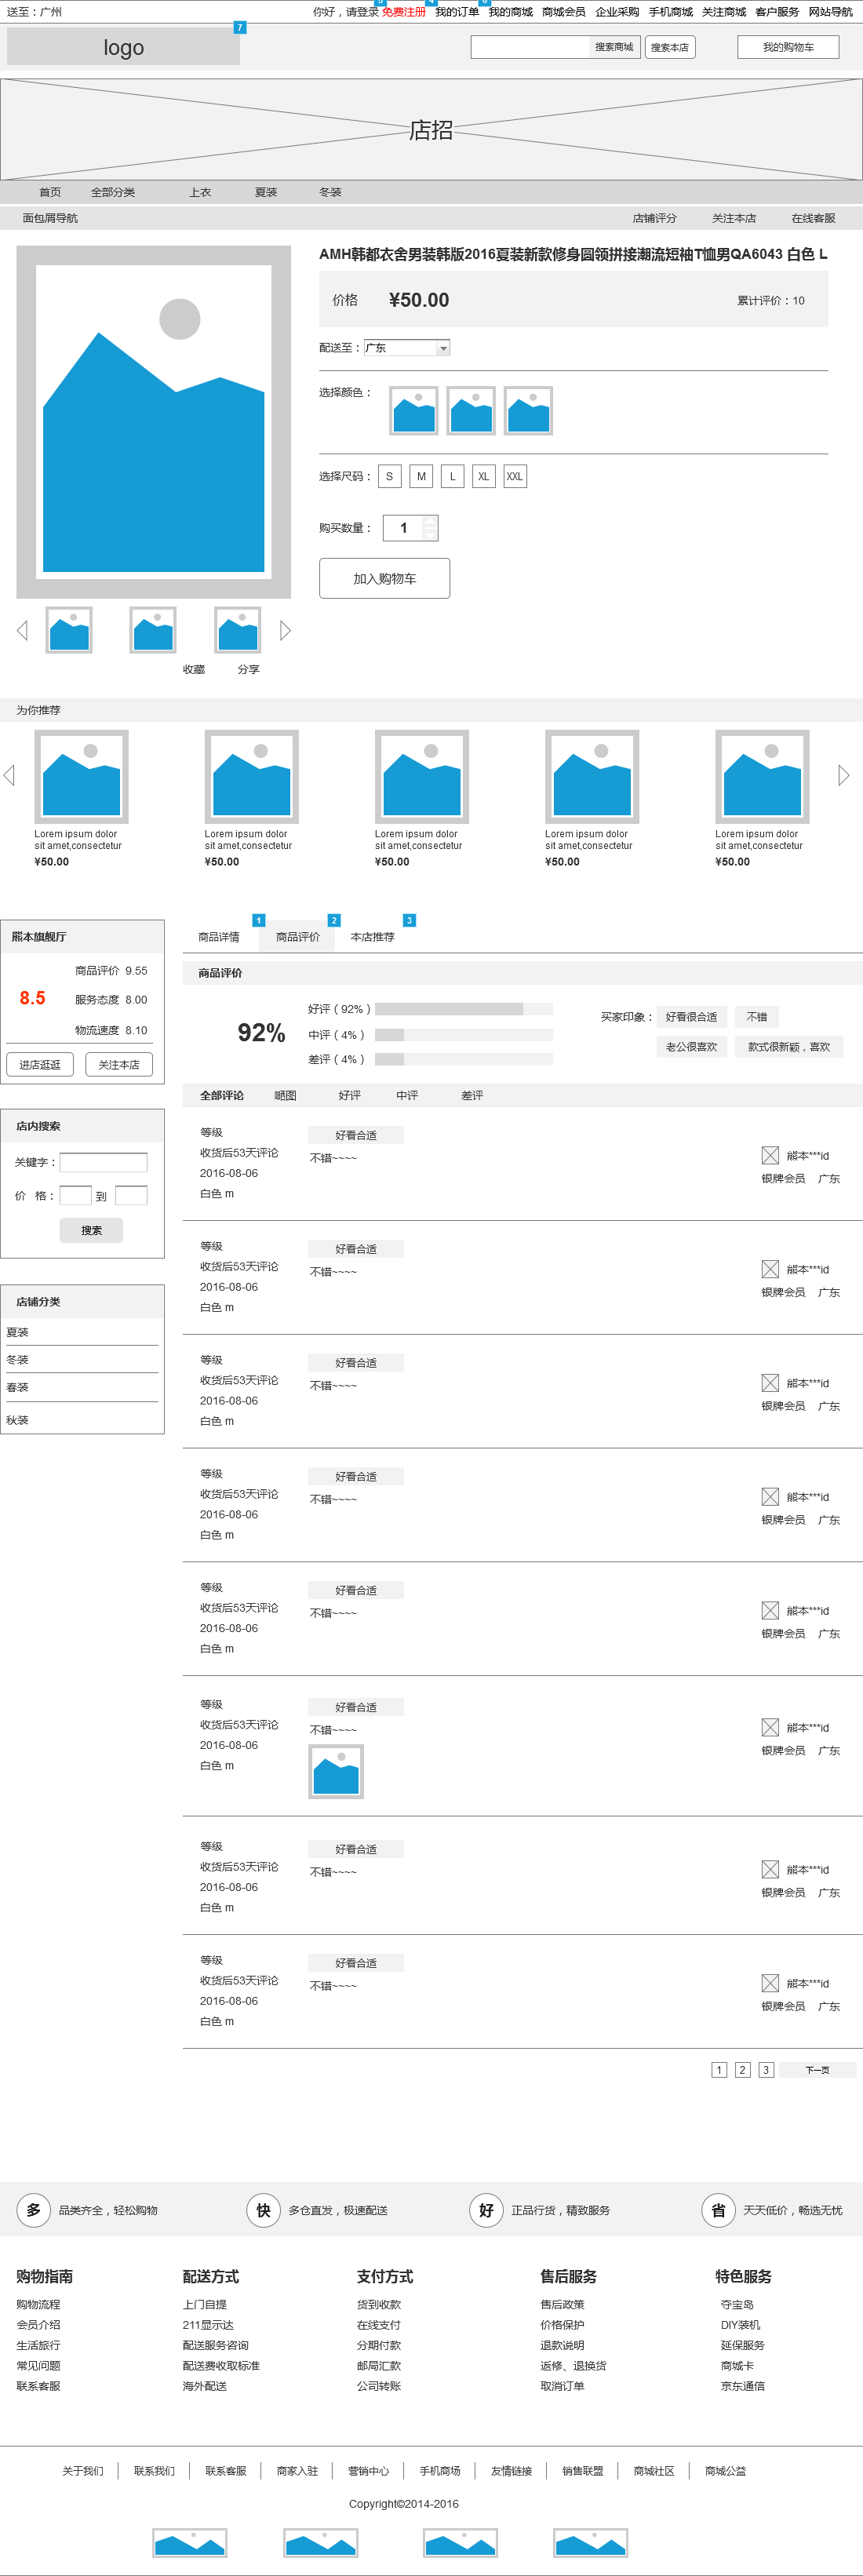 送至：广州 你好，请登录 免费注册 我的订单 我的商城 商城会员 企业采购 手机商城 关注商城 客户服务 网站导航
5 4 6
7
logo 搜索商城 搜索本店 我的购物车
店招
首页 全部分类 上衣 夏装 冬装
面包屑导航 店铺评分 关注本店 在线客服
AMH韩都衣舍男装韩版2016夏装新款修身圆领拼接潮流短袖T恤男QA6043 白色 L
价格 ¥50.00 累计评价：10
配送至：广东
选择颜色：
选择尺码： S M L XL XXL
购买数量： 1
加入购物车
收藏 分享
为你推荐
Lorem ipsum dolor Lorem ipsum dolor Lorem ipsum dolor Lorem ipsum dolor Lorem ipsum dolor
sit amet,consectetur sit amet,consectetur sit amet,consectetur sit amet,consectetur sit amet,consectetur
¥50.00 ¥50.00 ¥50.00 ¥50.00 ¥50.00
熊本旗舰厅
商品评价 9.55
8.5 服务态度 8.00
物流速度 8.10
进店逛逛 关注本店
店内搜索
关键字：
价 格： 到
搜索
店铺分类
夏装
冬装
春装
秋装
1 2 3
商品详情 商品评价 本店推荐
商品评价
92%
好评（92%）
中评（4%）
差评（4%）
买家印象： 好看很合适 不错
老公很喜欢 款式很新颖，喜欢
全部评论 晒图 好评 中评 差评
等级 好看合适
收货后53天评论 不错~~~~ 熊本***id
2016-08-06 银牌会员 广东
白色 m
等级 好看合适
收货后53天评论 不错~~~~ 熊本***id
2016-08-06 银牌会员 广东
白色 m
等级 好看合适
收货后53天评论 不错~~~~ 熊本***id
2016-08-06 银牌会员 广东
白色 m
等级 好看合适
收货后53天评论 不错~~~~ 熊本***id
2016-08-06 银牌会员 广东
白色 m
等级 好看合适
收货后53天评论 不错~~~~ 熊本***id
2016-08-06 银牌会员 广东
白色 m
等级 好看合适
收货后53天评论 不错~~~~ 熊本***id
2016-08-06 银牌会员 广东
白色 m
等级 好看合适
收货后53天评论 不错~~~~ 熊本***id
2016-08-06 银牌会员 广东
白色 m
等级 好看合适
收货后53天评论 不错~~~~ 熊本***id
2016-08-06 银牌会员 广东
白色 m
1 2 3 下一页
多 品类齐全，轻松购物 快 多仓直发，极速配送 好 正品行货，精致服务 省 天天低价，畅选无忧
购物指南 配送方式 支付方式 售后服务 特色服务
购物流程 上门自提 货到收款 售后政策 夺宝岛
会员介绍 211显示达 在线支付 价格保护 DIY装机
生活旅行 配送服务咨询 分期付款 退款说明 延保服务
常见问题 配送费收取标准 邮局汇款 返修、退换货 商城卡
联系客服 海外配送 公司转账 取消订单 京东通信
关于我们 联系我们 联系客服 商家入驻 营销中心 手机商场 友情链接 销售联盟 商城社区 商城公益
Copyright©2014-2016